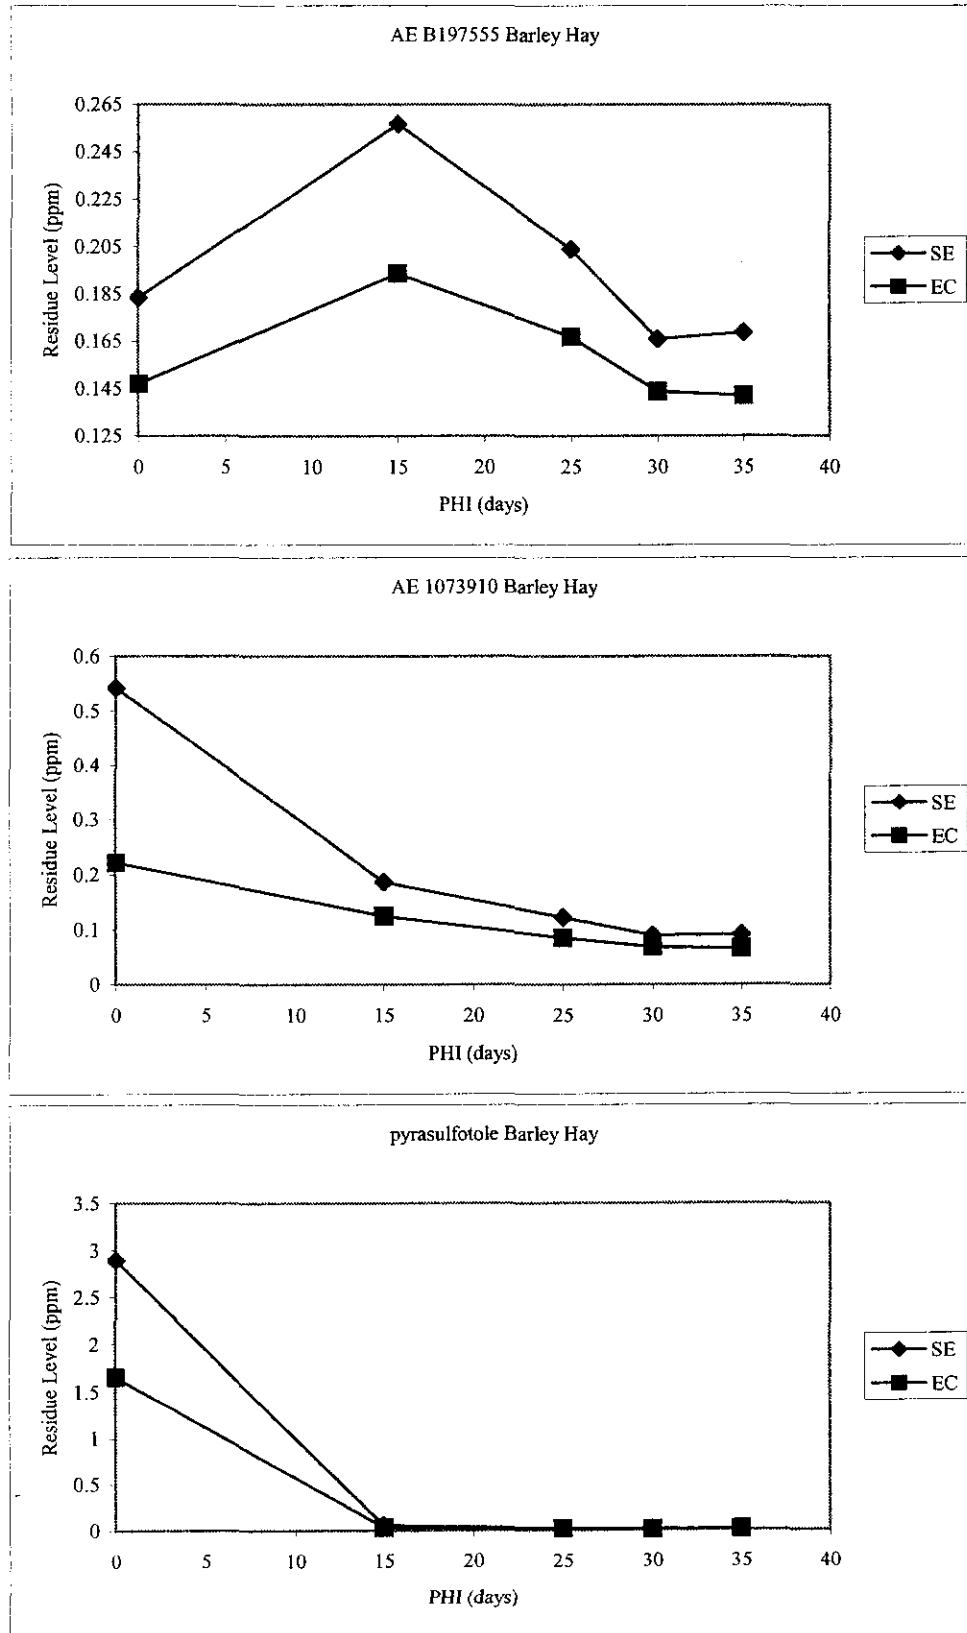 AE B197555 Barley Hay
Residue Level (ppm)
0.265
0.245
0.225
0.205
0.185
0.165
0.145
0.125
0 5 10 15 20 25 30 35 40
PHI (days)
SE
EC
AE 1073910 Barley Hay
Residue Level (ppm)
0.6
0.5
0.4
0.3
0.2
0.1
0
0 5 10 15 20 25 30 35 40
PHI (days)
SE
EC
pyrasulfotole Barley Hay
Residue Level (ppm)
3.5
3
2.5
2
1.5
1
0.5
0
0 5 10 15 20 25 30 35 40
PHI (days)
SE
EC